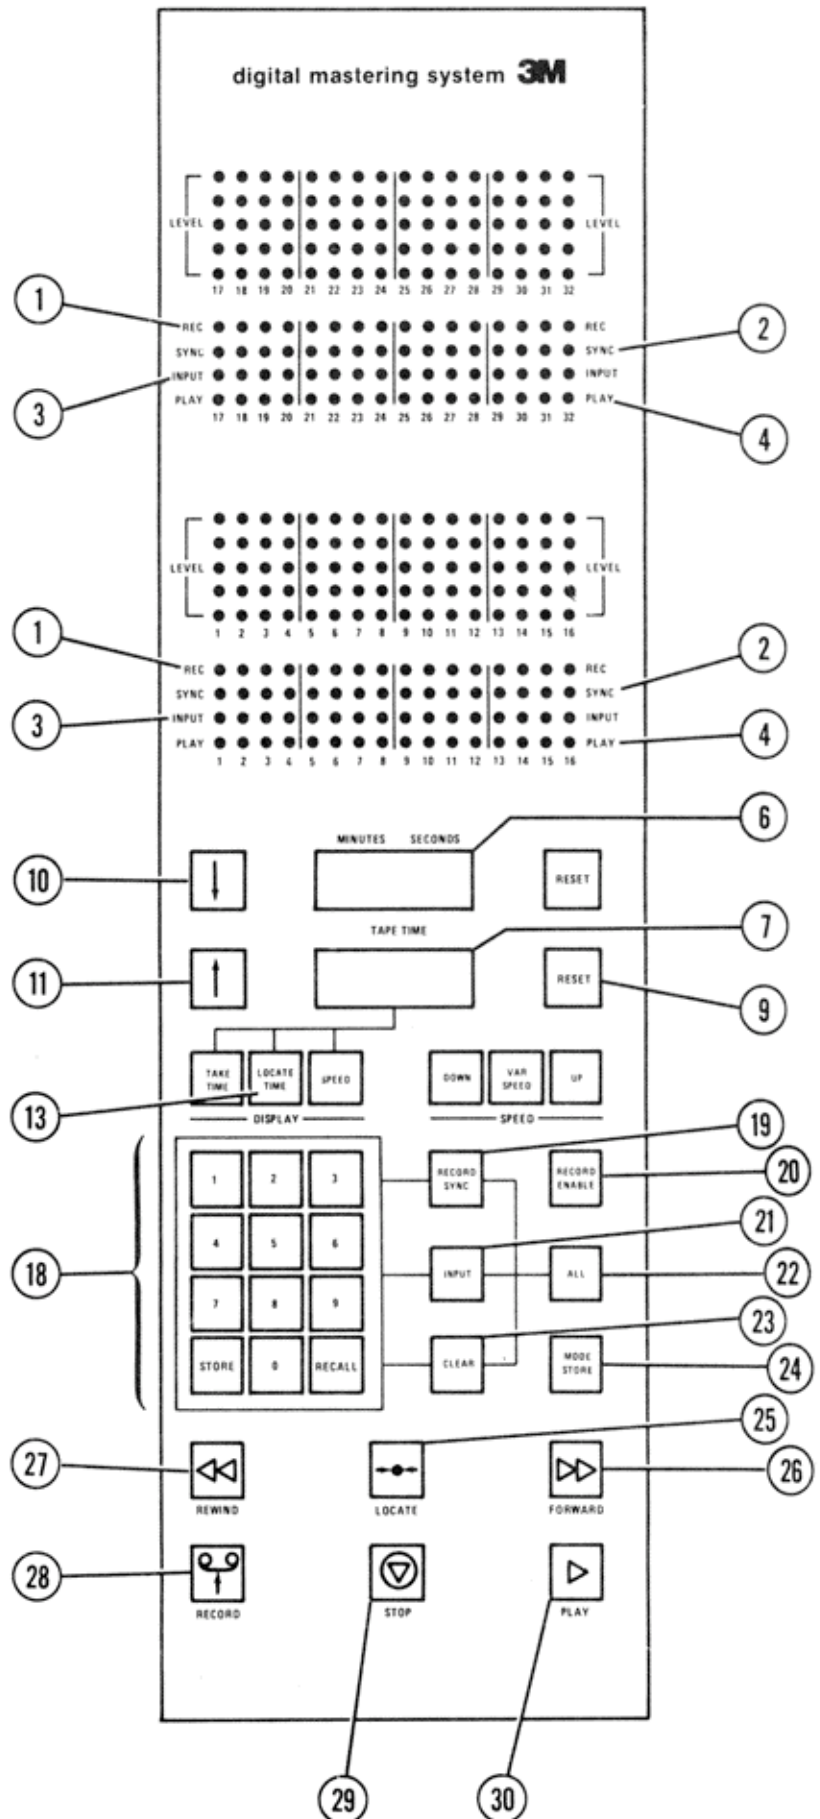 digital mastering system 3M
LEVEL LEVEL
17 18 19 20 21 22 23 24 25 26 27 28 29 30 31 32
1 REC REC 2
SYNC SYNC
3 INPUT INPUT
PLAY PLAY 4
17 18 19 20 21 22 23 24 25 26 27 28 29 30 31 32
LEVEL LEVEL
1 2 3 4 5 6 7 8 9 10 11 12 13 14 15 16
1 REC REC 2
SYNC SYNC
3 INPUT INPUT
PLAY PLAY 4
1 2 3 4 5 6 7 8 9 10 11 12 13 14 15 16
MINUTES SECONDS 6
10 RESET
TAPE TIME 7
11 RESET 9
TAKE TIME LOCATE TIME SPEED DOWN VAR SPEED UP
13 DISPLAY SPEED
1 2 3 RECORD SYNC 19 RECORD ENABLE 20
4 5 6 INPUT 21 ALL 22
18
7 8 9 CLEAR 23
STORE 0 RECALL MODE STORE 24
27 25 26
REWIND LOCATE FORWARD
28
RECORD STOP PLAY
29 30